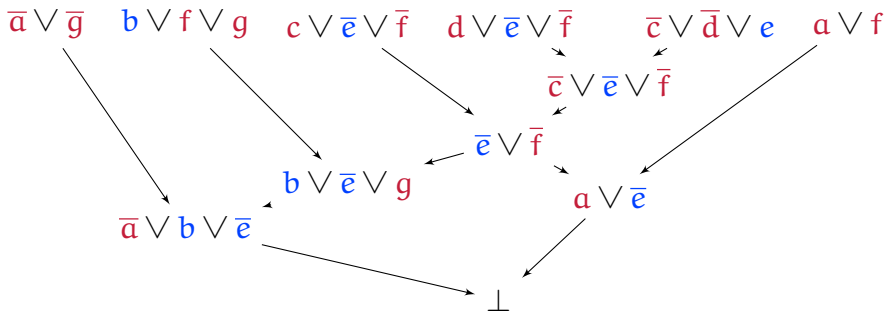 a̅ ∨ g̅ b ∨ f ∨ g c ∨ e̅ ∨ f̅ d ∨ e̅ ∨ f̅ c̅ ∨ d̅ ∨ e a ∨ f
c̅ ∨ e̅ ∨ f̅
e̅ ∨ f̅
b ∨ e̅ ∨ g
a ∨ e̅
a̅ ∨ b ∨ e̅
⊥